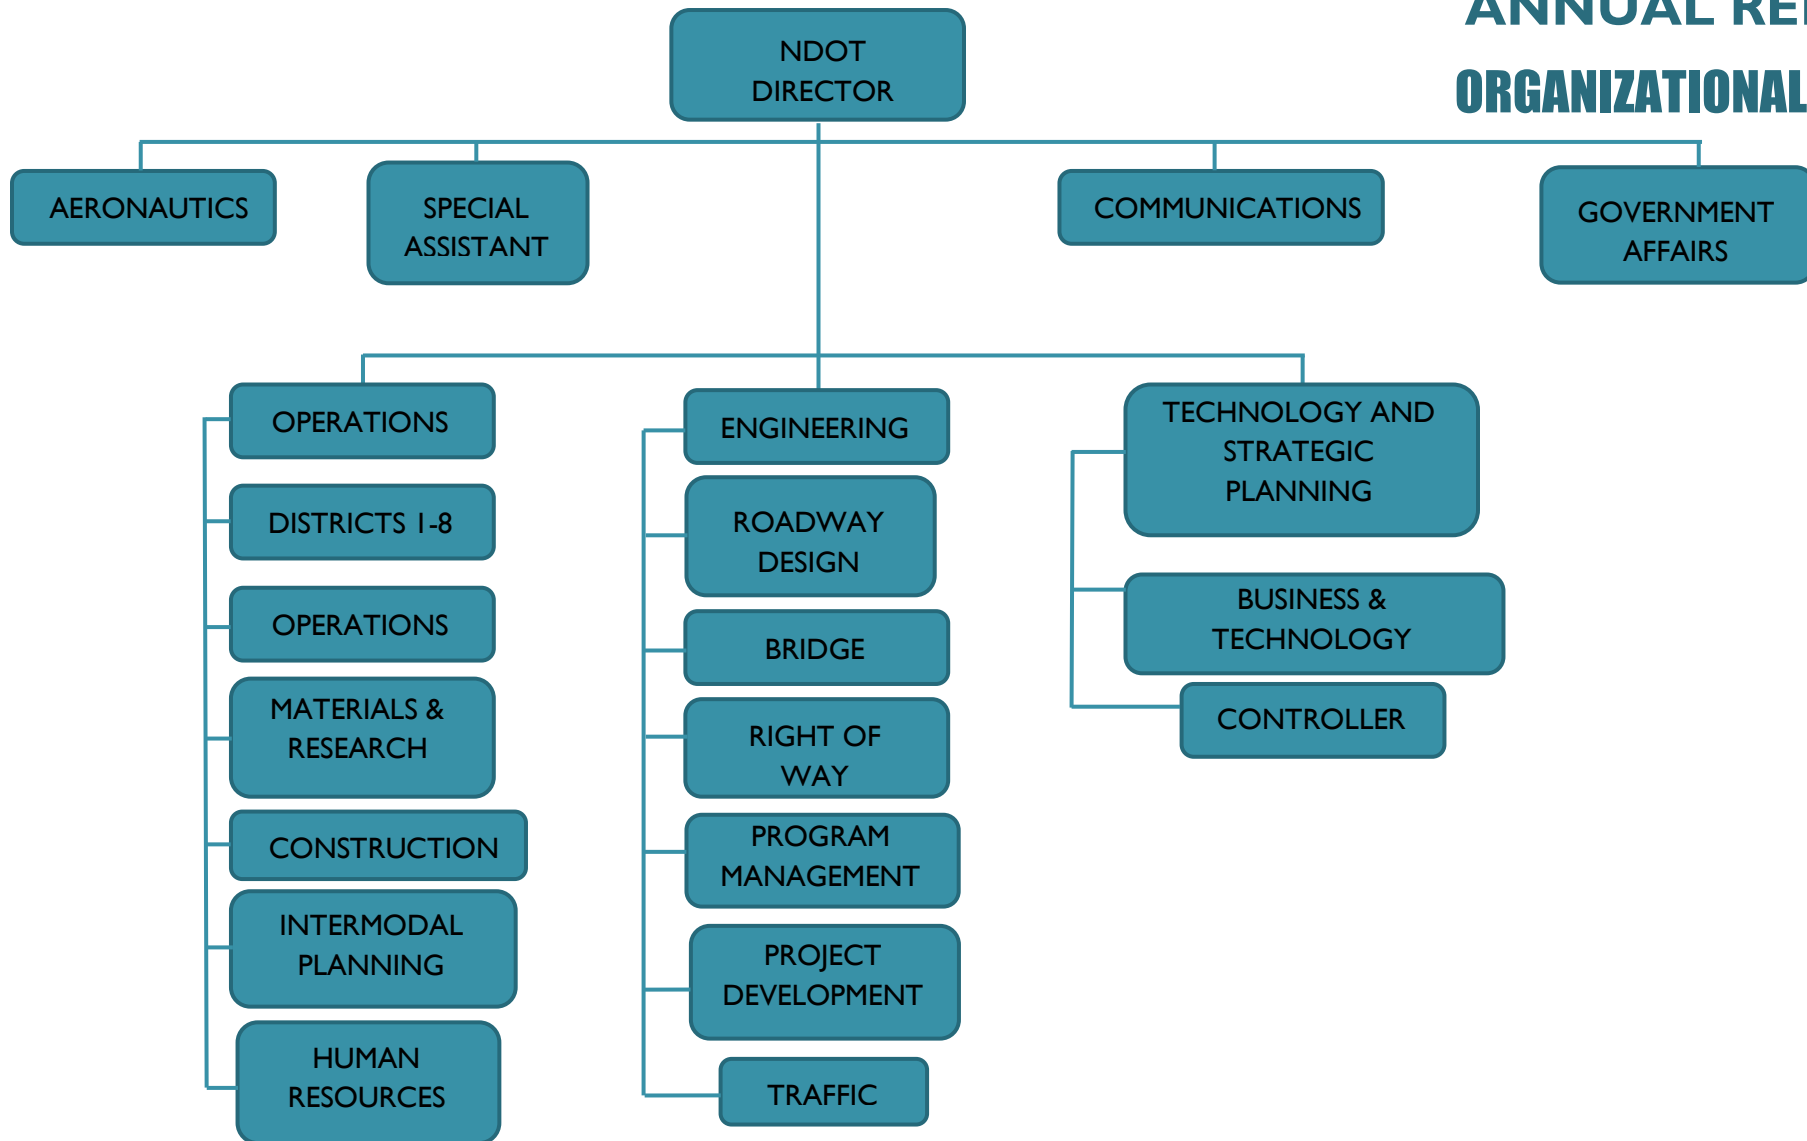 ANNUAL
ORGANIZATIONAL
NDOT
DIRECTOR
AERONAUTICS
SPECIAL
ASSISTANT
COMMUNICATIONS
GOVERNMENT
AFFAIRS
OPERATIONS
DISTRICTS 1-8
OPERATIONS
MATERIALS &
RESEARCH
CONSTRUCTION
INTERMODAL
PLANNING
HUMAN
RESOURCES
ENGINEERING
ROADWAY
DESIGN
BRIDGE
RIGHT OF
WAY
PROGRAM
MANAGEMENT
PROJECT
DEVELOPMENT
TRAFFIC
TECHNOLOGY AND
STRATEGIC
PLANNING
BUSINESS &
TECHNOLOGY
CONTROLLER